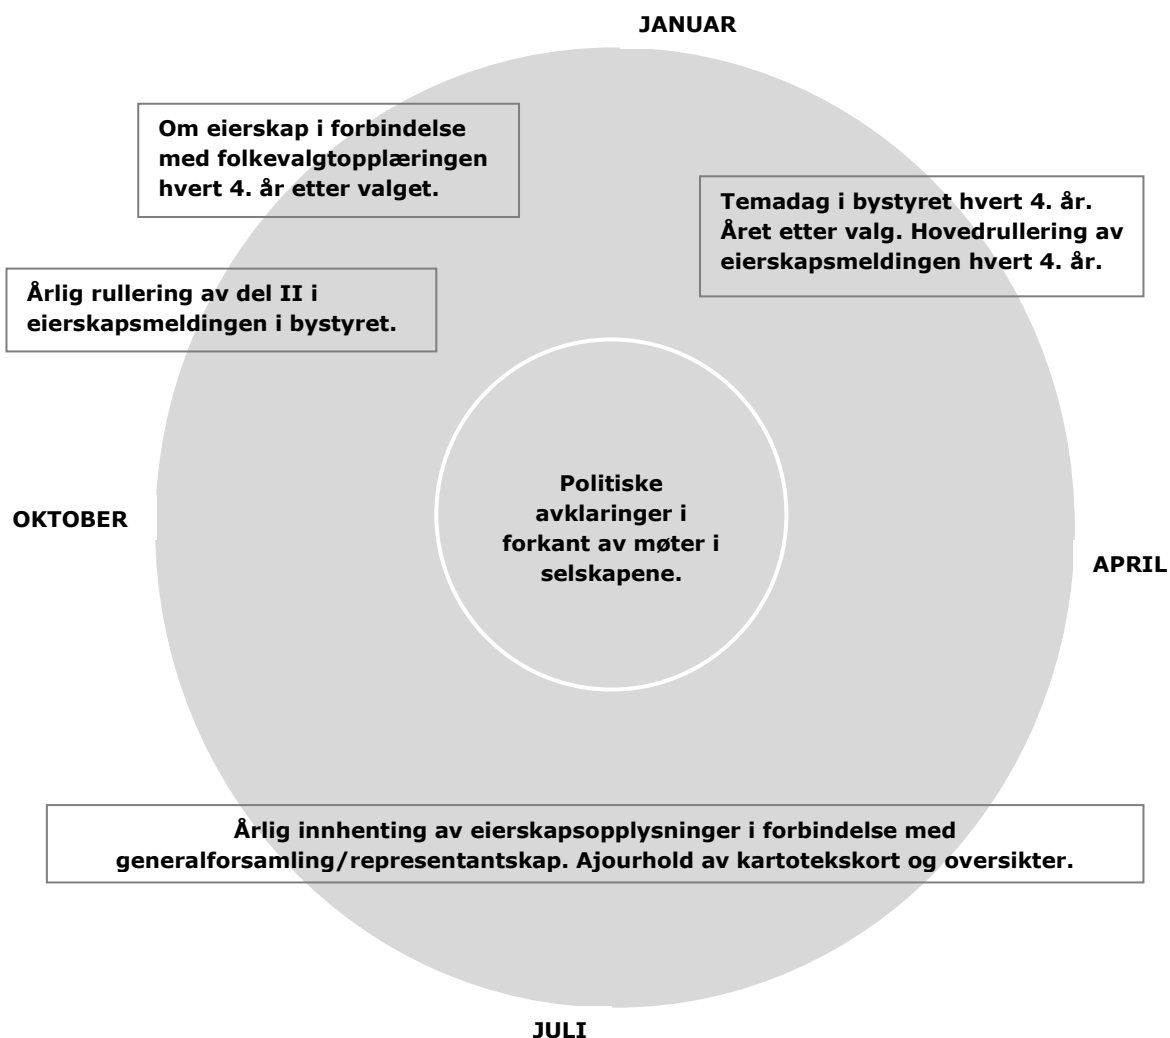 JANUAR
Om eierskap i forbindelse
med folkevalgtopplæringen
hvert 4. år etter valget.
Temadag i bystyret hvert 4. år.
Året etter valg. Hovedrullering av
eierskapsmeldingen hvert 4. år.
Årlig rullering av del II i
eierskapsmeldingen i bystyret.
Politiske
avklaringer i
forkant av møter i
selskapene.
OKTOBER
APRIL
Årlig innhenting av eierskapsopplysninger i forbindelse med
generalforsamling/representantskap. Ajourhold av kartotekskort og oversikter.
JULI